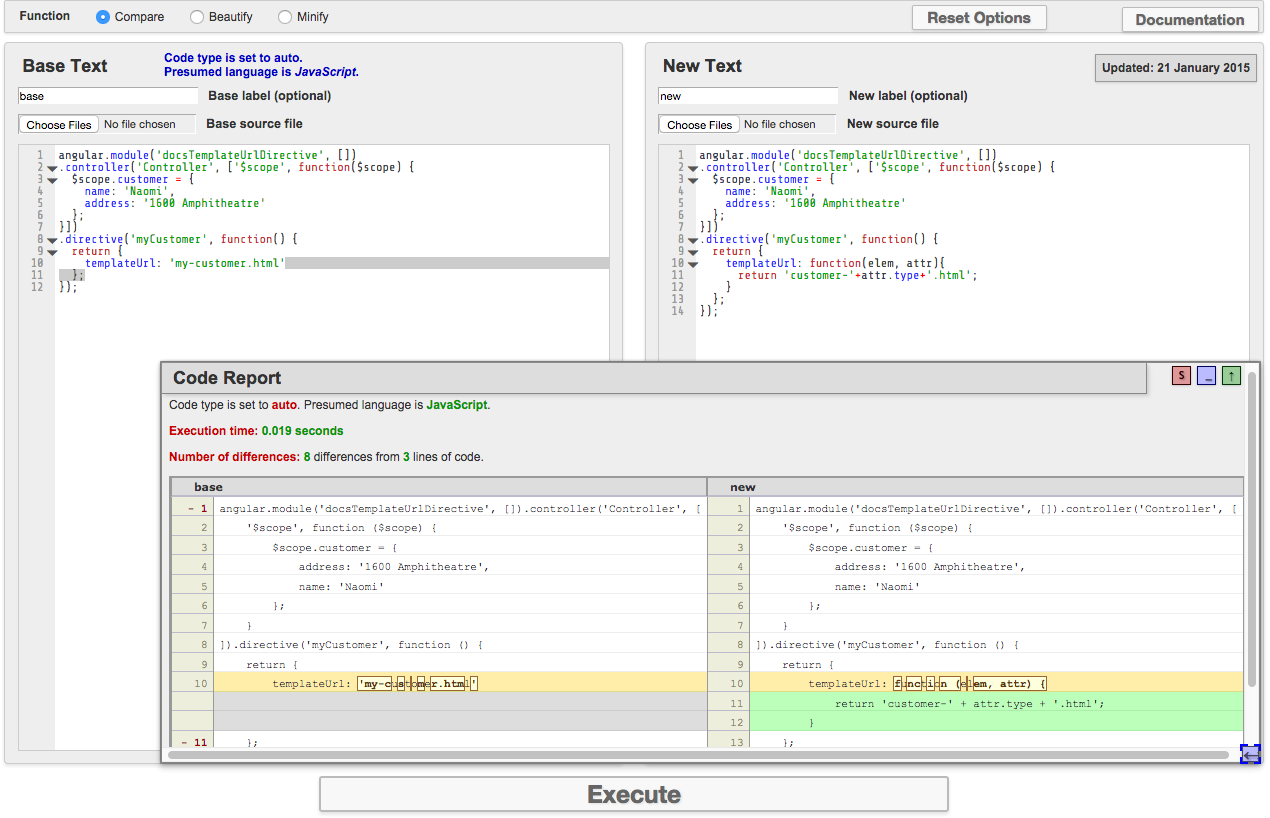 Function Compare Beautify Minify Reset Options Documentation
Base Text
Code type is set to auto.
Presumed language is JavaScript.
base Base label (optional)
Choose Files No file chosen Base source file
1 angular.module('docsTemplateUrlDirective', [])
2 .controller('Controller', ['$scope', function($scope) {
3 $scope.customer = {
4 name: 'Naomi',
5 address: '1600 Amphitheatre'
6 };
7 }])
8 .directive('myCustomer', function() {
9 return {
10 templateUrl: 'my-customer.html'
11 };
12 });
New Text Updated: 21 January 2015
new New label (optional)
Choose Files No file chosen New source file
1 angular.module('docsTemplateUrlDirective', [])
2 .controller('Controller', ['$scope', function($scope) {
3 $scope.customer = {
4 name: 'Naomi',
5 address: '1600 Amphitheatre'
6 };
7 }])
8 .directive('myCustomer', function() {
9 return {
10 templateUrl: function(elem, attr){
11 return 'customer-'+attr.type+'.html';
12 }
13 };
14 });
Code Report S _ ↑
Code type is set to auto. Presumed language is JavaScript.
Execution time: 0.019 seconds
Number of differences: 8 differences from 3 lines of code.
base
- 1 angular.module('docsTemplateUrlDirective', []).controller('Controller', [
2 '$scope', function ($scope) {
3 $scope.customer = {
4 address: '1600 Amphitheatre',
5 name: 'Naomi'
6 };
7 }
8 ]).directive('myCustomer', function () {
9 return {
10 templateUrl: 'my-customer.html'
- 11 };
new
1 angular.module('docsTemplateUrlDirective', []).controller('Controller', [
2 '$scope', function ($scope) {
3 $scope.customer = {
4 address: '1600 Amphitheatre',
5 name: 'Naomi'
6 };
7 }
8 ]).directive('myCustomer', function () {
9 return {
10 templateUrl: function (elem, attr) {
11 return 'customer-' + attr.type + '.html';
12 }
13 };
Execute